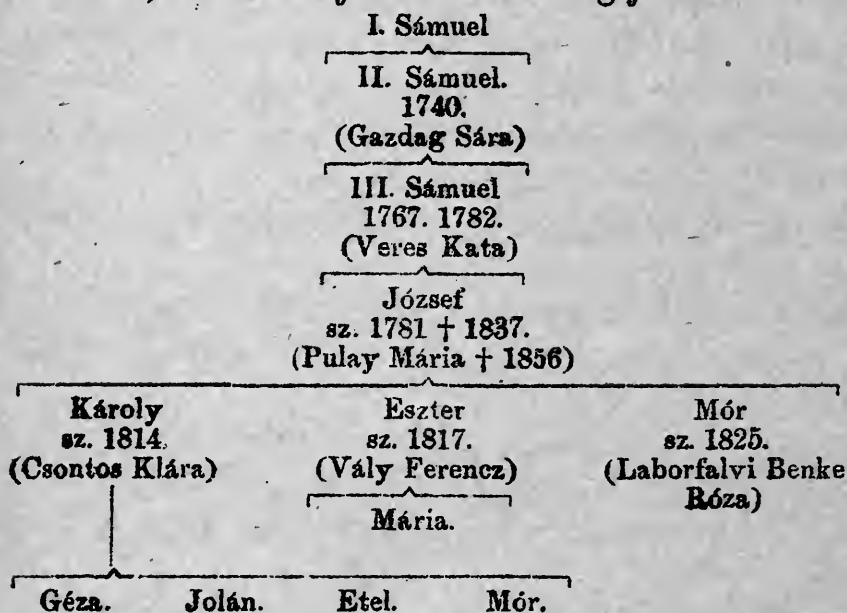 I. Sámuel
II. Sámuel.
1740.
(Gazdag Sára)
III. Sámuel
1767. 1782.
(Veres Kata)
József
sz. 1781 † 1837.
(Pulay Mária † 1856)
Károly Eszter Mór
sz. 1814. sz. 1817. sz. 1825.
(Csontos Klára) (Vály Ferencz) (Laborfalvi Benke
Róza)
Mária.
Géza. Jolán. Etel. Mór.